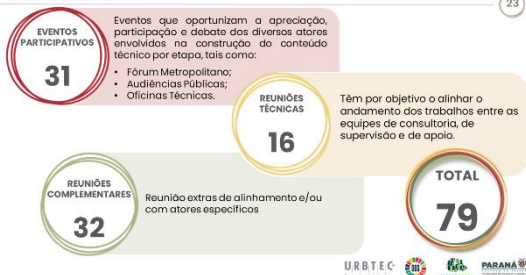 23
EVENTOS
PARTICIPATIVOS
31
Eventos que oportunizam a apreciação,
participação e debate dos diversos atores
envolvidos na construção do conteúdo
técnico por etapa, tais como:
• Fórum Metropolitano;
• Audiências Públicas;
• Oficinas Técnicas.
REUNIÕES
TÉCNICAS
16
Têm por objetivo o alinhar o
andamento dos trabalhos entre as
equipes de consultoria, de
supervisão e de apoio.
REUNIÕES
COMPLEMENTARES
32
Reunião extras de alinhamento e/ou
com atores específicos
TOTAL
79
URBTEC
PARANÁ